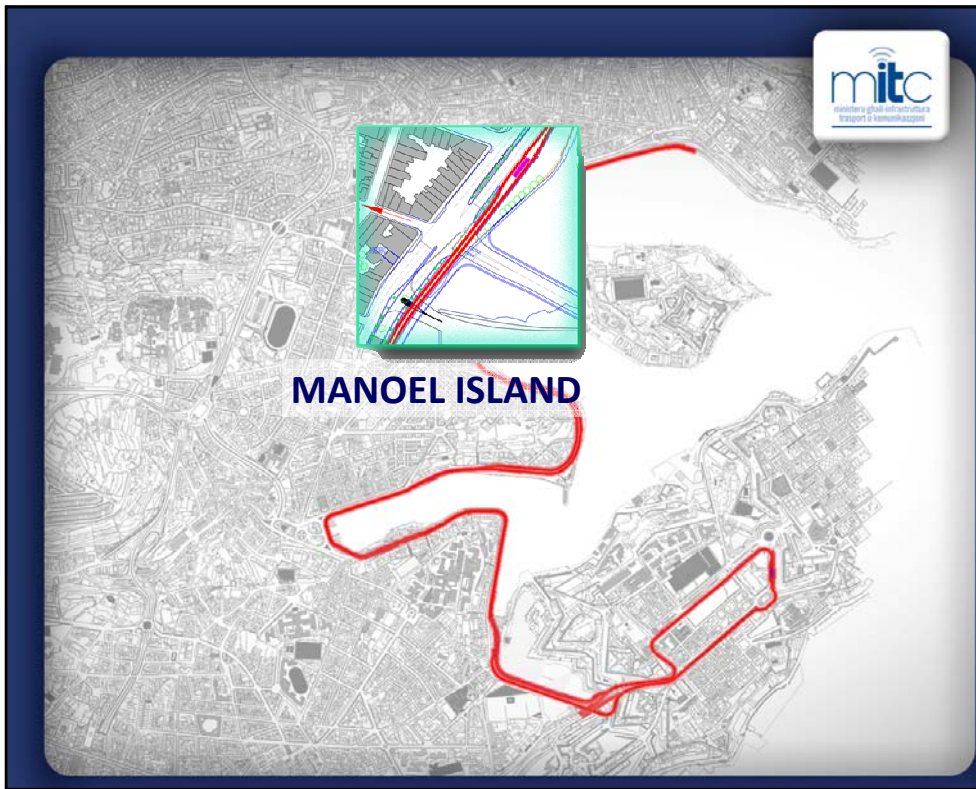 mitc
ministeru għall-infrastruttura
trasport u komunikazzjoni
MANOEL ISLAND